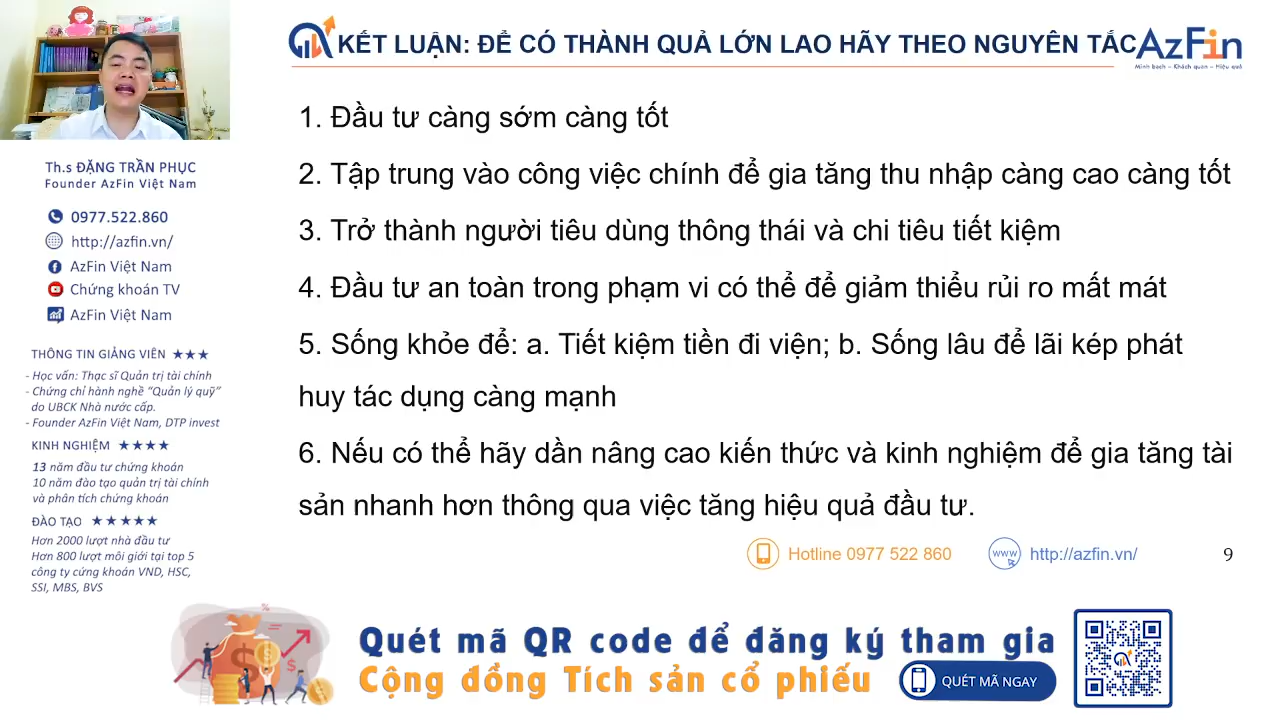 KẾT LUẬN: ĐỂ CÓ THÀNH QUẢ LỚN LAO HÃY THEO NGUYÊN TẮC
AzFin
Minh bạch – Khách quan – Hiệu quả
Th.s ĐẶNG TRẦN PHỤC
Founder AzFin Việt Nam
0977.522.860
http://azfin.vn/
AzFin Việt Nam
Chứng khoán TV
AzFin Việt Nam
THÔNG TIN GIẢNG VIÊN ★★★
- Học vấn: Thạc sĩ Quản trị tài chính
- Chứng chỉ hành nghề "Quản lý quỹ"
do UBCK Nhà nước cấp.
- Founder AzFin Việt Nam, DTP invest
KINH NGHIỆM ★★★★
13 năm đầu tư chứng khoán
10 năm đào tạo quản trị tài chính
và phân tích chứng khoán
ĐÀO TẠO ★★★★★
Hơn 2000 lượt nhà đầu tư
Hơn 800 lượt môi giới tại top 5
công ty cứng khoán VND, HSC,
SSI, MBS, BVS
1. Đầu tư càng sớm càng tốt
2. Tập trung vào công việc chính để gia tăng thu nhập càng cao càng tốt
3. Trở thành người tiêu dùng thông thái và chi tiêu tiết kiệm
4. Đầu tư an toàn trong phạm vi có thể để giảm thiểu rủi ro mất mát
5. Sống khỏe để: a. Tiết kiệm tiền đi viện; b. Sống lâu để lãi kép phát
huy tác dụng càng mạnh
6. Nếu có thể hãy dần nâng cao kiến thức và kinh nghiệm để gia tăng tài
sản nhanh hơn thông qua việc tăng hiệu quả đầu tư.
Hotline 0977 522 860
www
http://azfin.vn/
9
Quét mã QR code để đăng ký tham gia
Cộng đồng Tích sản cổ phiếu
QUÉT MÃ NGAY